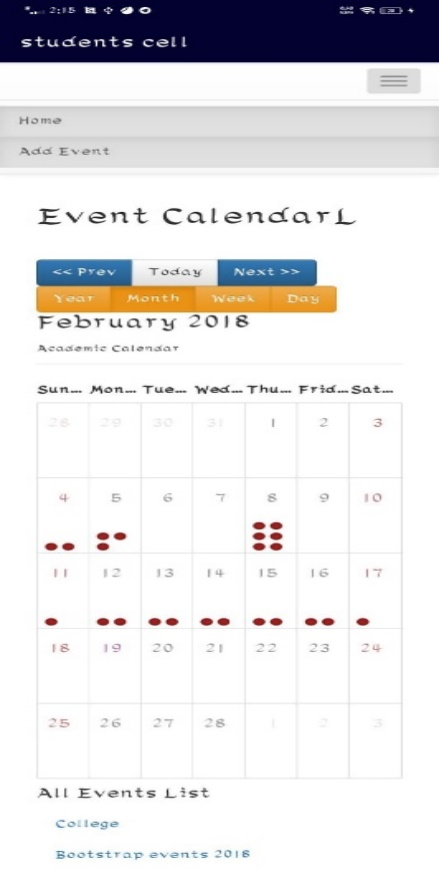 2:15
students cell
Home
Add Event
Event CalendarL
<< Prev Today Next >>
Year Month Week Day
February 2018
Academic Calendar
Sun... Mon... Tue... Wed... Thu... Frid... Sat...
28 29 30 31 1 2 3
4 5 6 7 8 9 10
11 12 13 14 15 16 17
18 19 20 21 22 23 24
25 26 27 28 1 2 3
All Events List
College
Bootstrap events 2018